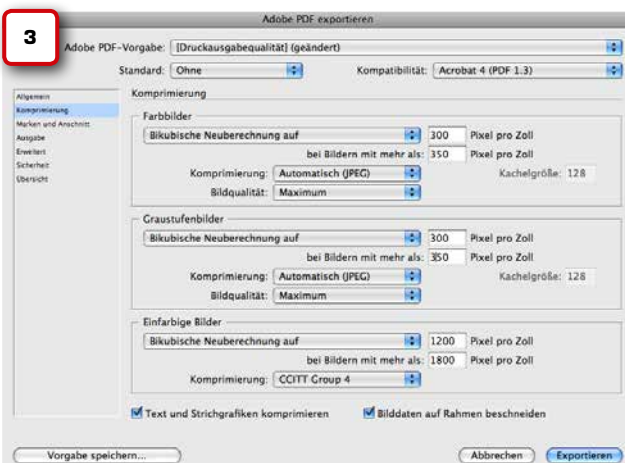 Adobe PDF exportieren
3
Adobe PDF-Vorgabe: [Druckausgabequalität] (geändert)
Standard: Ohne Kompatibilität: Acrobat 4 (PDF 1.3)
Allgemein
Komprimierung
Marken und Anschnitt
Ausgabe
Erweitert
Sicherheit
Übersicht
Komprimierung
Farbbilder
Bikubische Neuberechnung auf 300 Pixel pro Zoll
bei Bildern mit mehr als: 350 Pixel pro Zoll
Komprimierung: Automatisch (JPEG) Kachelgröße: 128
Bildqualität: Maximum
Graustufenbilder
Bikubische Neuberechnung auf 300 Pixel pro Zoll
bei Bildern mit mehr als: 350 Pixel pro Zoll
Komprimierung: Automatisch (JPEG) Kachelgröße: 128
Bildqualität: Maximum
Einfarbige Bilder
Bikubische Neuberechnung auf 1200 Pixel pro Zoll
bei Bildern mit mehr als: 1800 Pixel pro Zoll
Komprimierung: CCITT Group 4
Text und Strichgrafiken komprimieren Bilddaten auf Rahmen beschneiden
Vorgabe speichern... Abbrechen Exportieren